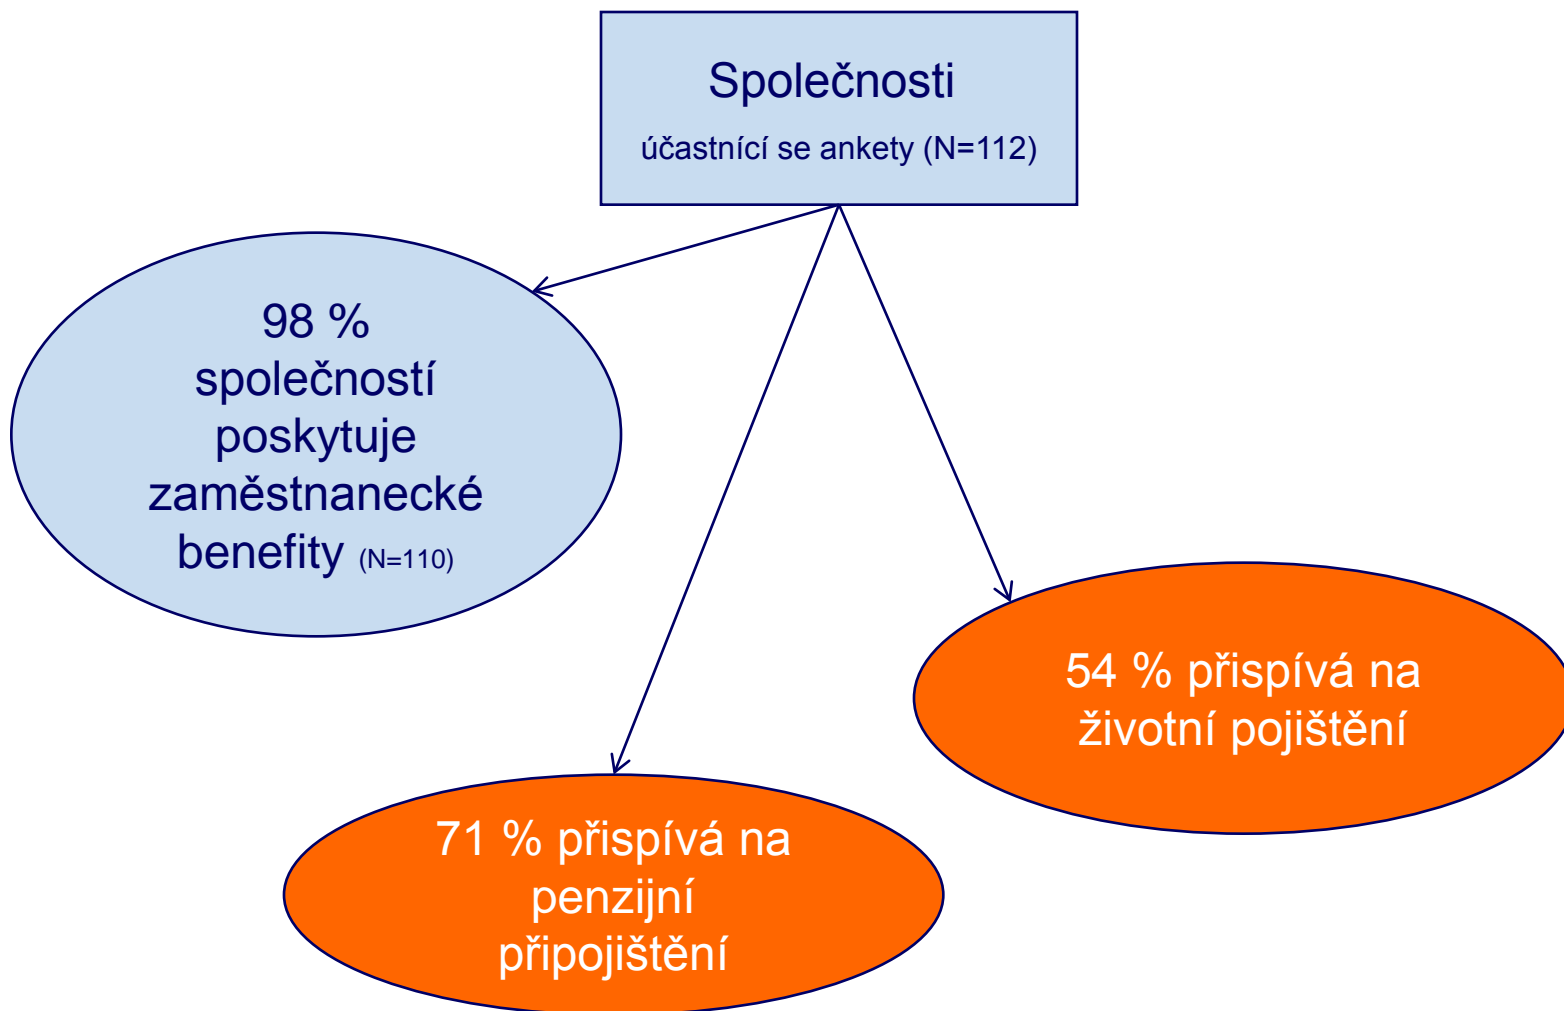 Společnosti
účastnící se ankety (N=112)
98 %
společností
poskytuje
zaměstnanecké
benefity (N=110)
54 % přispívá na
životní pojištění
71 % přispívá na
penzijní
připojištění